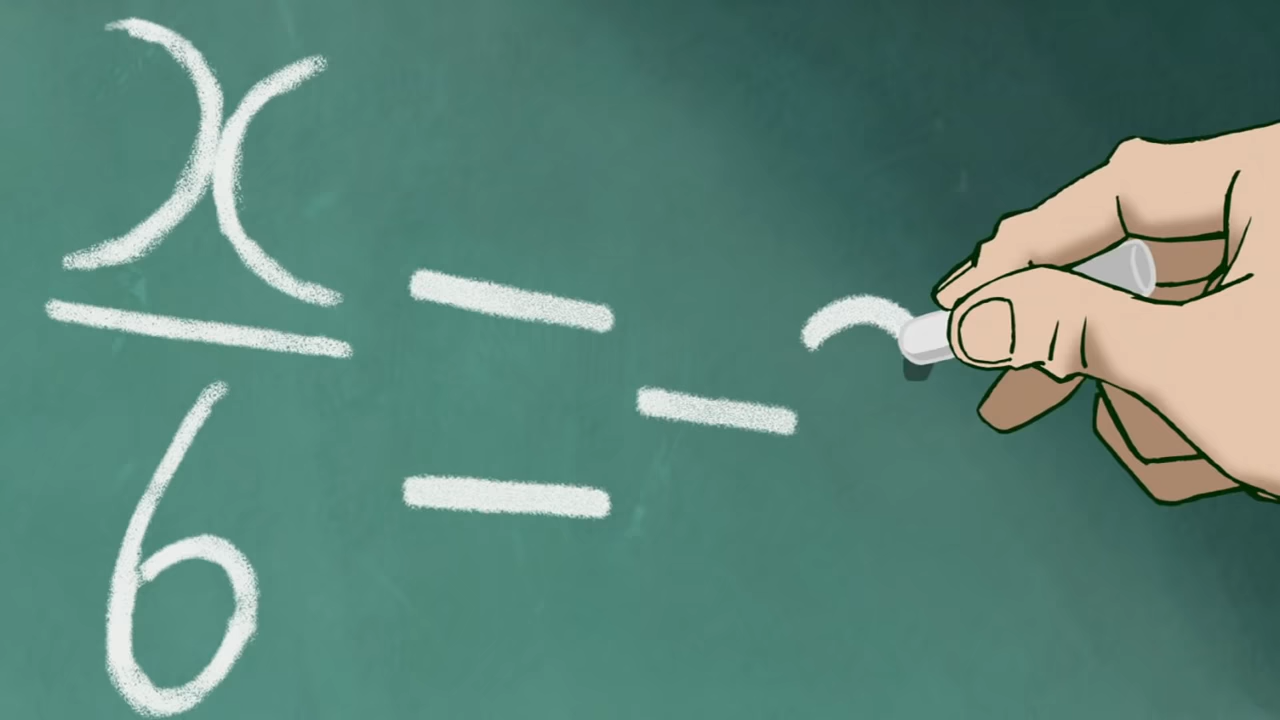 x/6 = -